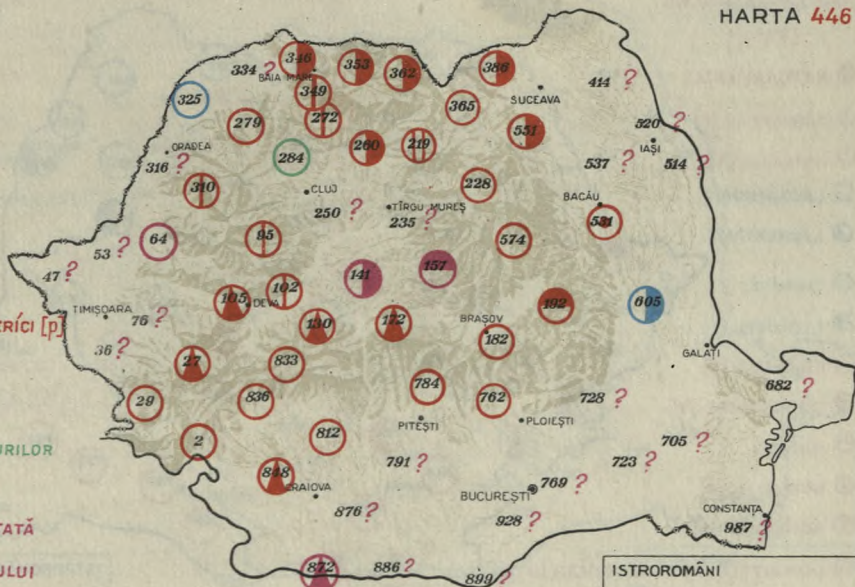 HARTA 446
346
353
362
386
334 ?
BAIA MARE
414 ?
349
325
365
SUCEAVA
272
279
520 ?
551
ORADEA
260
219
IAȘI
284
316 ?
537 ?
514 ?
310
228
CLUJ
BACĂU
TÎRGU MUREȘ
250 ?
235 ?
531
64
95
574
53 ?
47 ?
141
157
105
102
DEVA
192
605
TIMIȘOARA
76 ?
130
172
BRAȘOV
ERÍCI [p]
36 ?
182
GALAȚI
27
833
784
682 ?
29
836
762
728 ?
PITEȘTI
PLOIEȘTI
2
812
705 ?
URILOR
791 ?
723 ?
848
CRAIOVA
769 ?
BUCUREȘTI
876 ?
CONSTANȚA
928 ?
987 ?
TATĂ
872
886 ?
ULUI
899 ?
ISTROROMÂNI